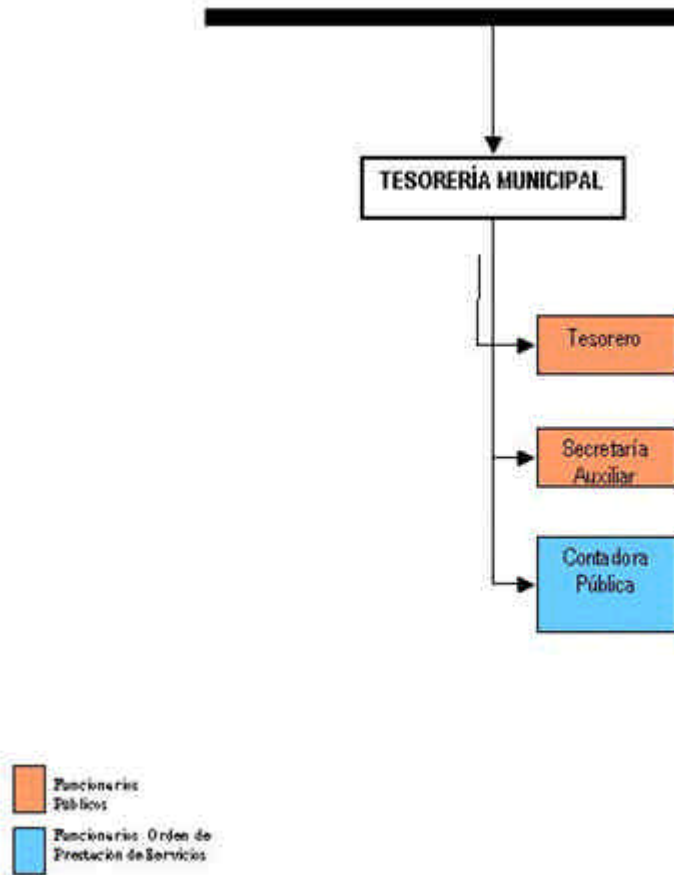 TESORERÍA MUNICIPAL
Tesorero
Secretaría
Auxiliar
Contadora
Pública
Funcionarios
Públicos
Funcionarios Orden de
Prestación de Servicios